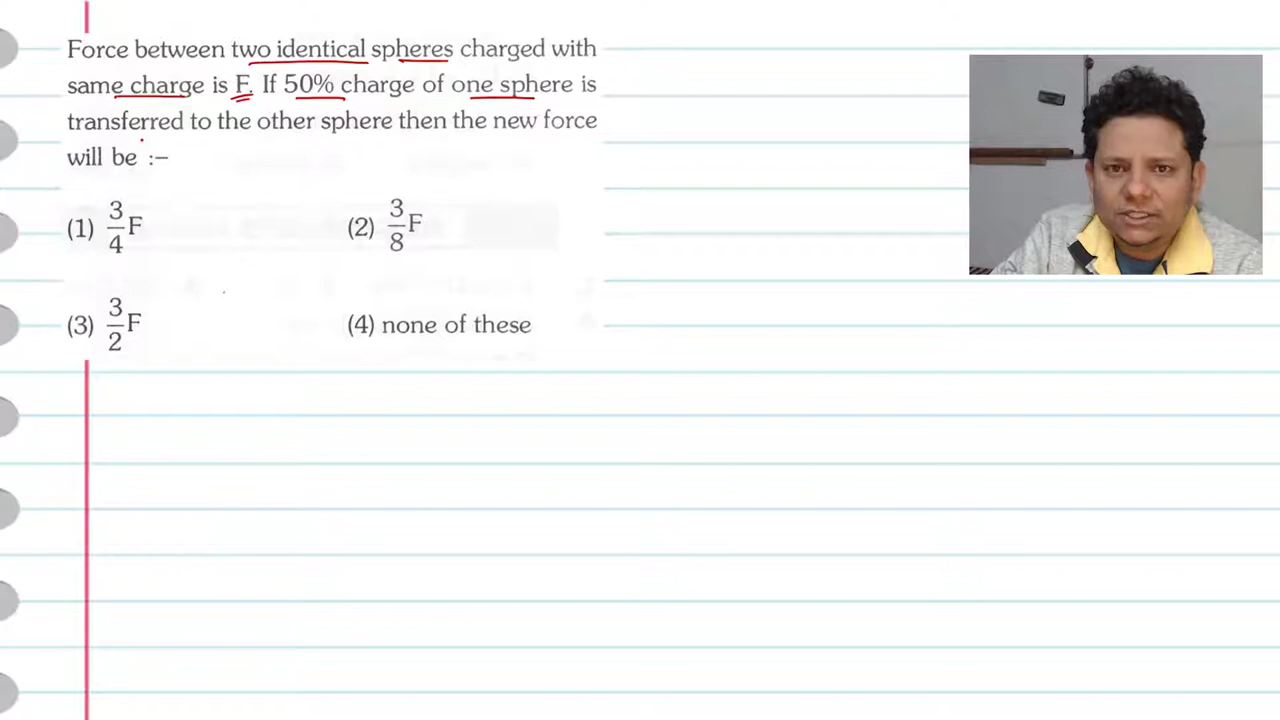 Force between two identical spheres charged with
same charge is F. If 50% charge of one sphere is
transferred to the other sphere then the new force
will be :–
(1) 3/4 F (2) 3/8 F
(3) 3/2 F (4) none of these